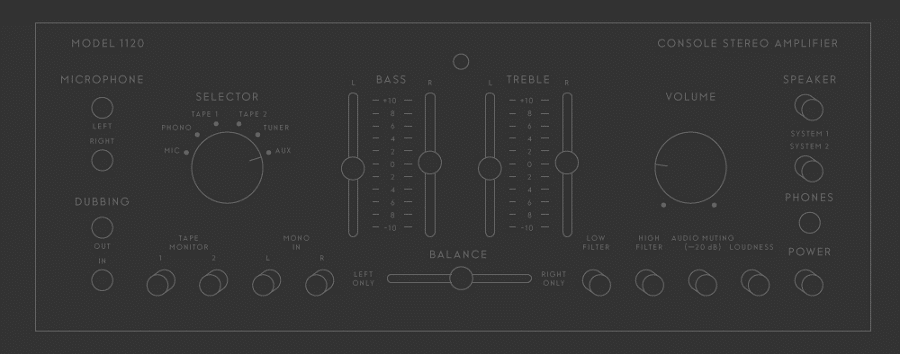 MODEL 1120
CONSOLE STEREO AMPLIFIER
MICROPHONE
LEFT
RIGHT
DUBBING
OUT
IN
SELECTOR
TAPE 1 TAPE 2
PHONO TUNER
MIC AUX
TAPE
MONITOR
1 2
MONO
IN
L R
L BASS R
+10
8
6
4
2
0
2
4
6
8
-10
L TREBLE R
+10
8
6
4
2
0
2
4
6
8
-10
BALANCE
LEFT
ONLY
RIGHT
ONLY
VOLUME
LOW
FILTER
HIGH
FILTER
AUDIO MUTING
(−20 dB)
LOUDNESS
SPEAKER
SYSTEM 1
SYSTEM 2
PHONES
POWER